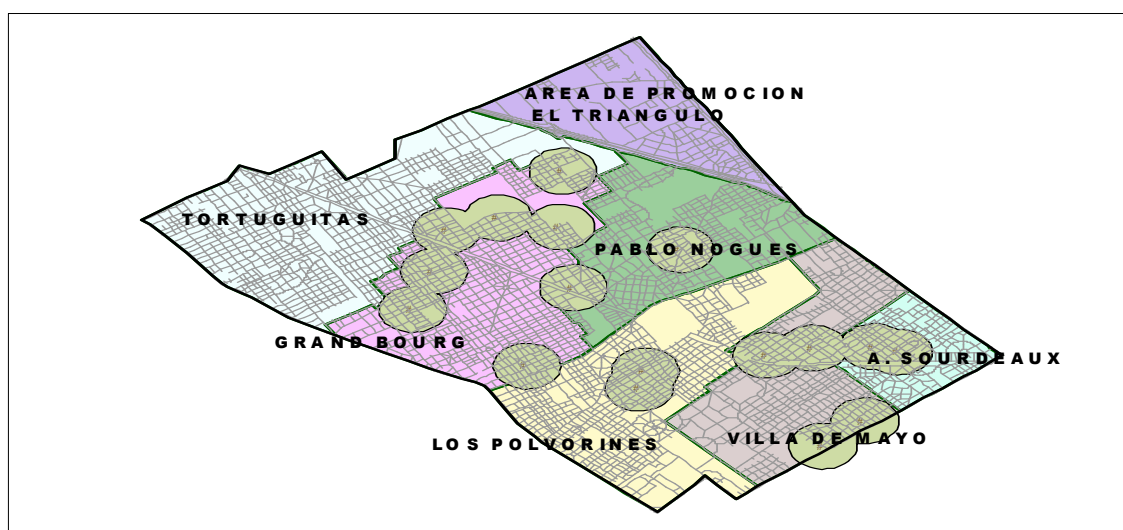 AREA DE PROMOCION
EL TRIANGULO
TORTUGUITAS
PABLO NOGUES
GRAND BOURG
A. SOURDEAUX
LOS POLVORINES
VILLA DE MAYO